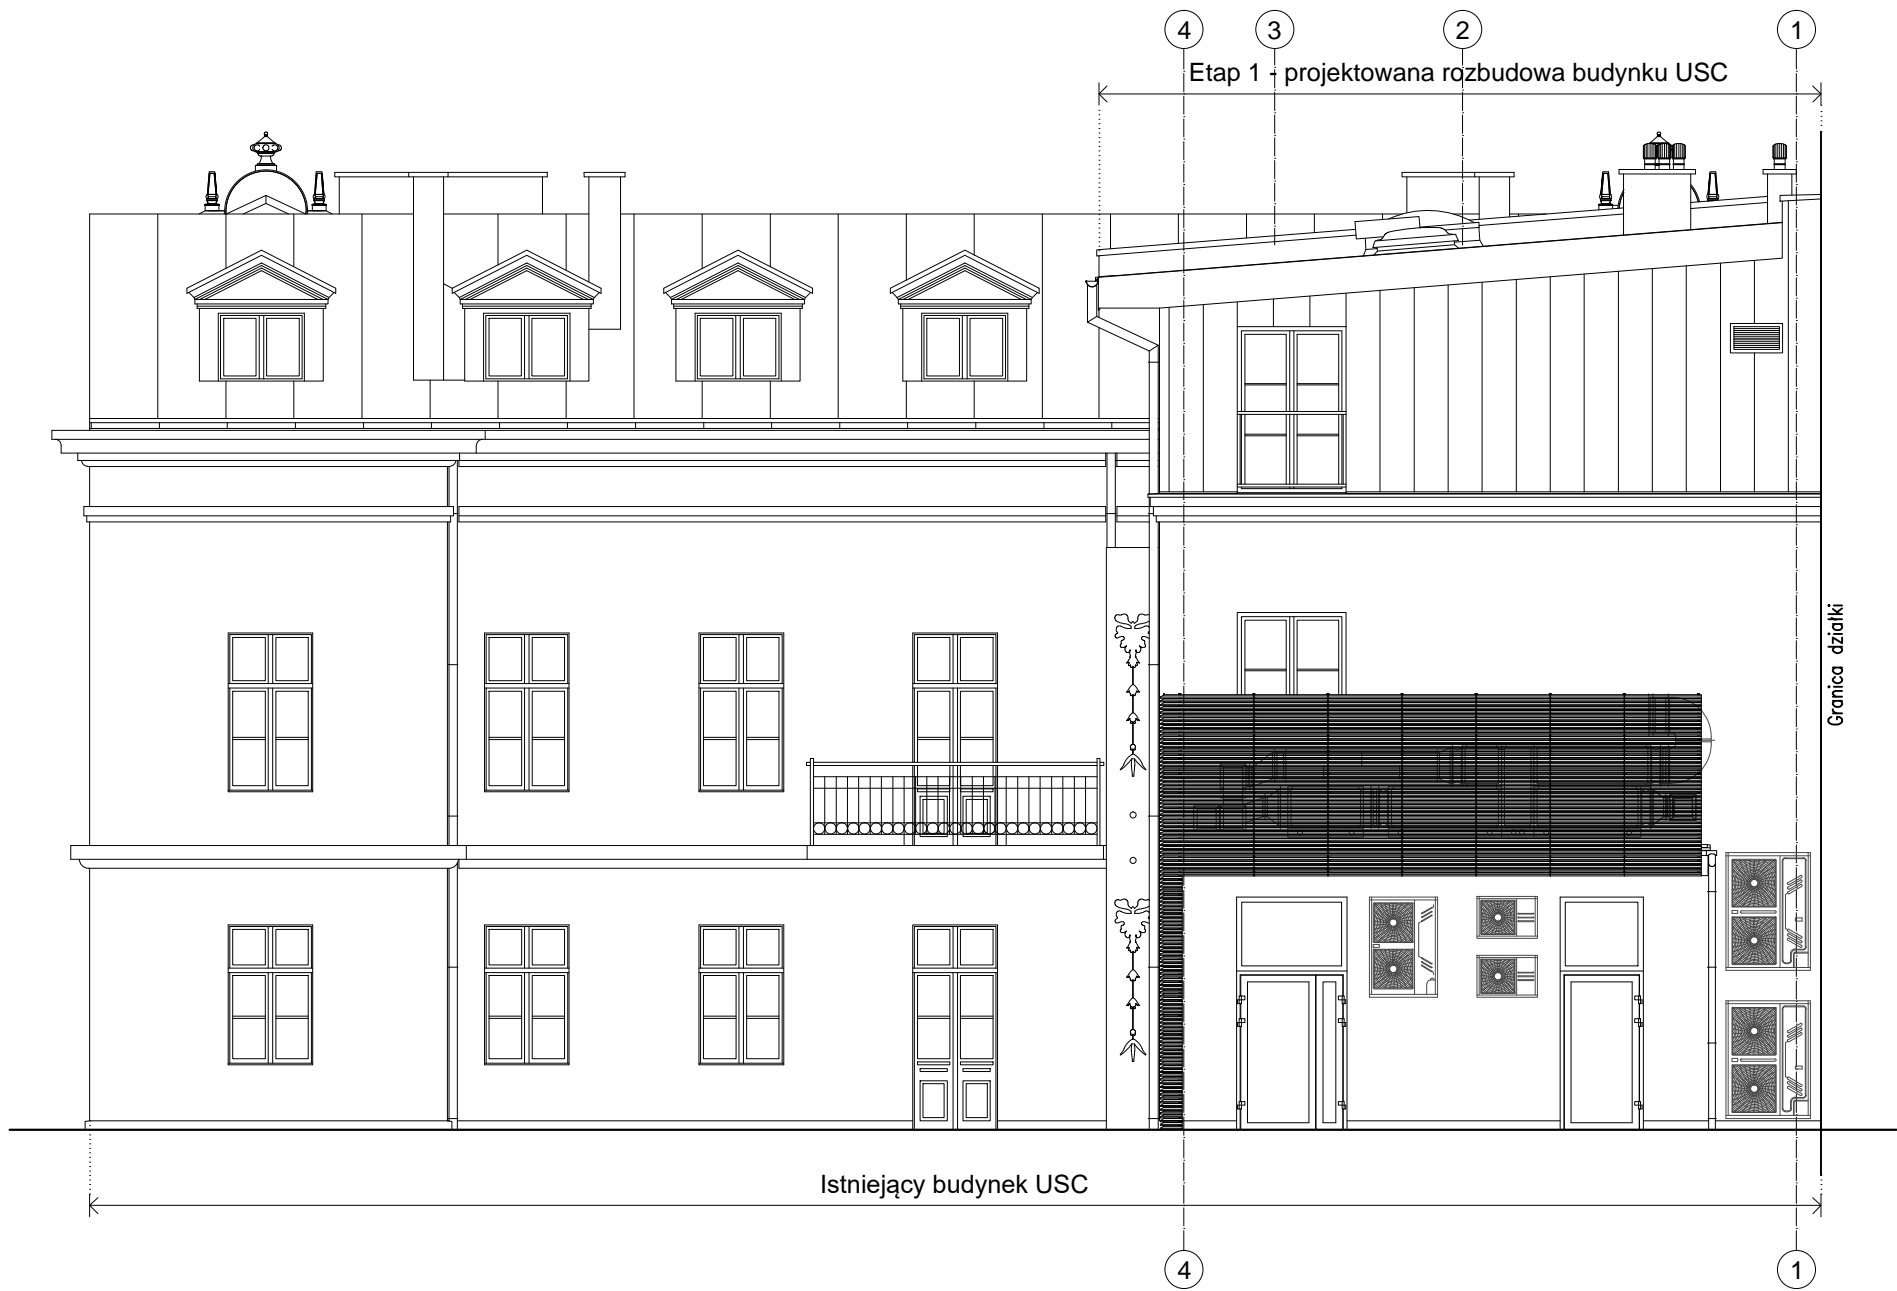 4 3 2 1
Etap 1 - projektowana rozbudowa budynku USC
Granica działki
Istniejący budynek USC
4 1